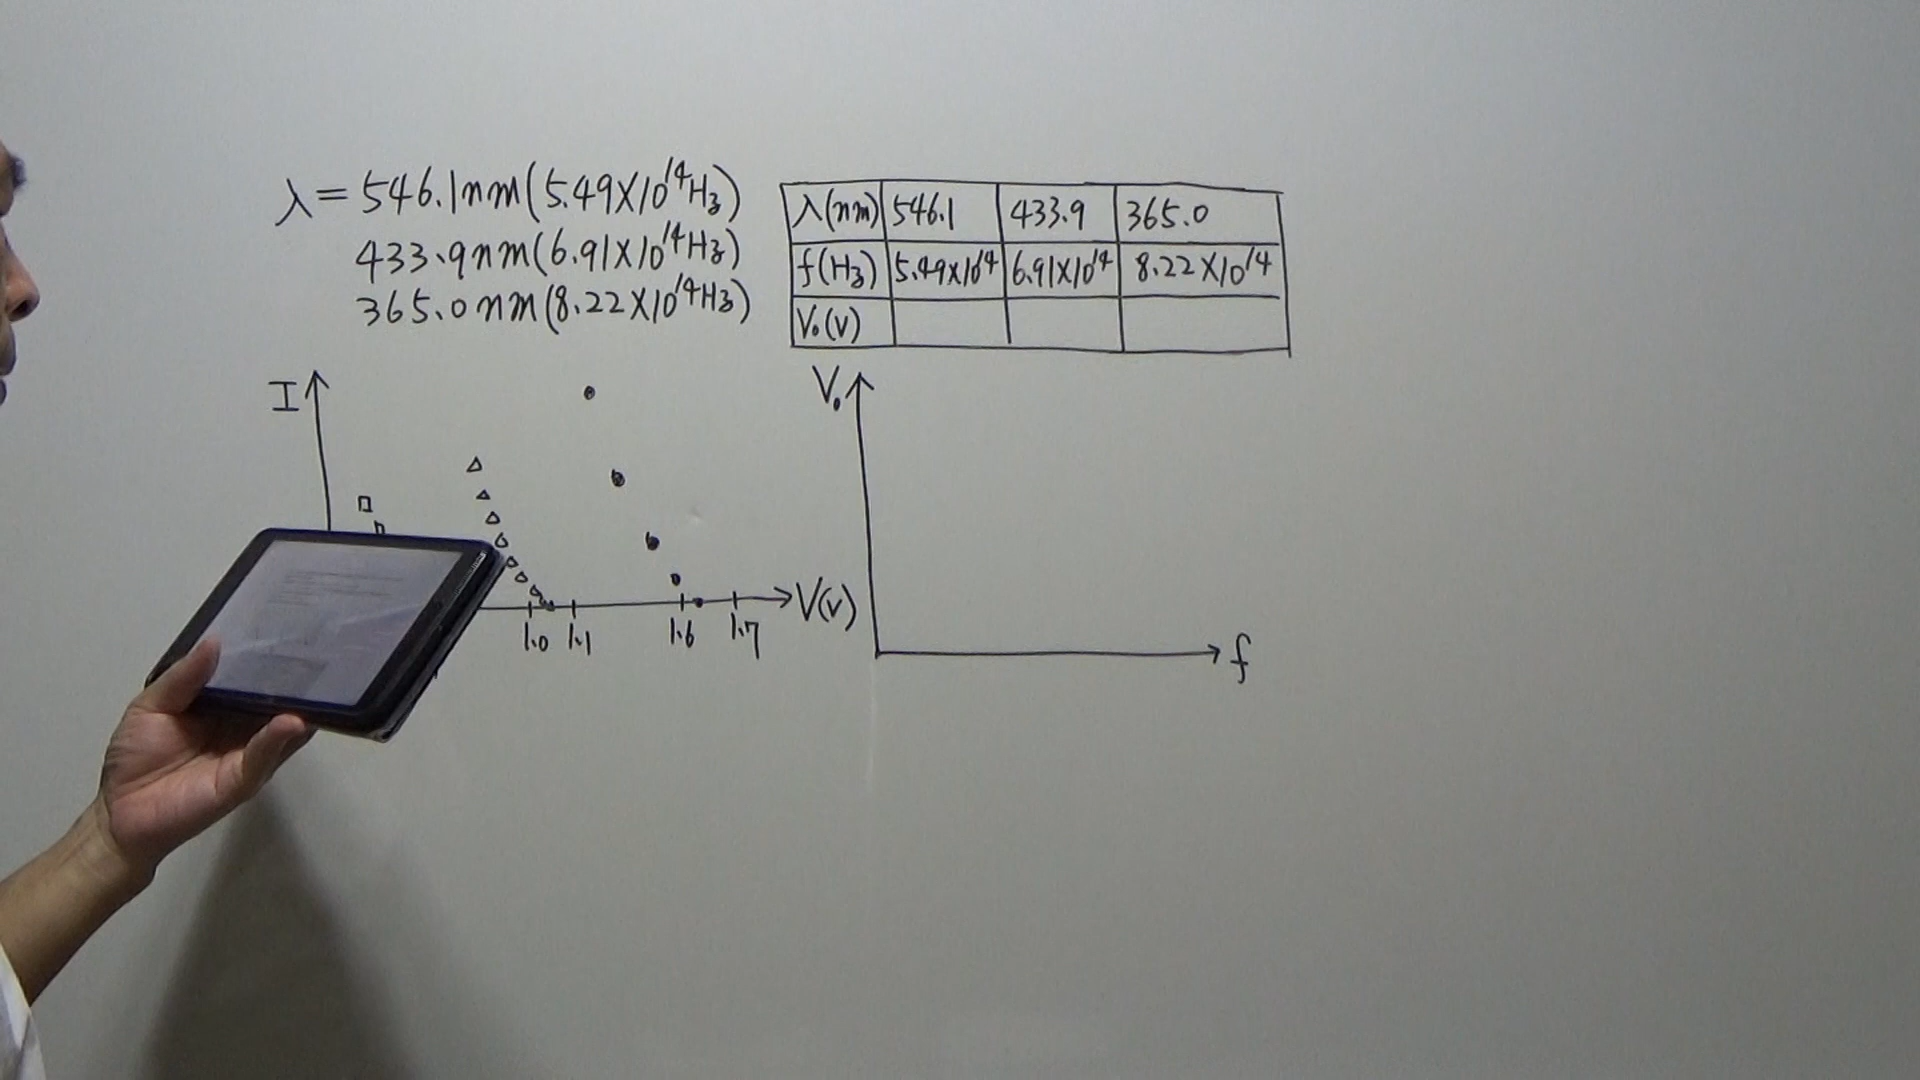 λ = 546.1nm (5.49×10¹⁴Hz)
433.9nm (6.91×10¹⁴Hz)
365.0nm (8.22×10¹⁴Hz)
λ(nm) 546.1 433.9 365.0
f(Hz) 5.49×10¹⁴ 6.91×10¹⁴ 8.22×10¹⁴
V₀(V)
I
V(V)
1.0 1.1 1.6 1.7
V₀
f